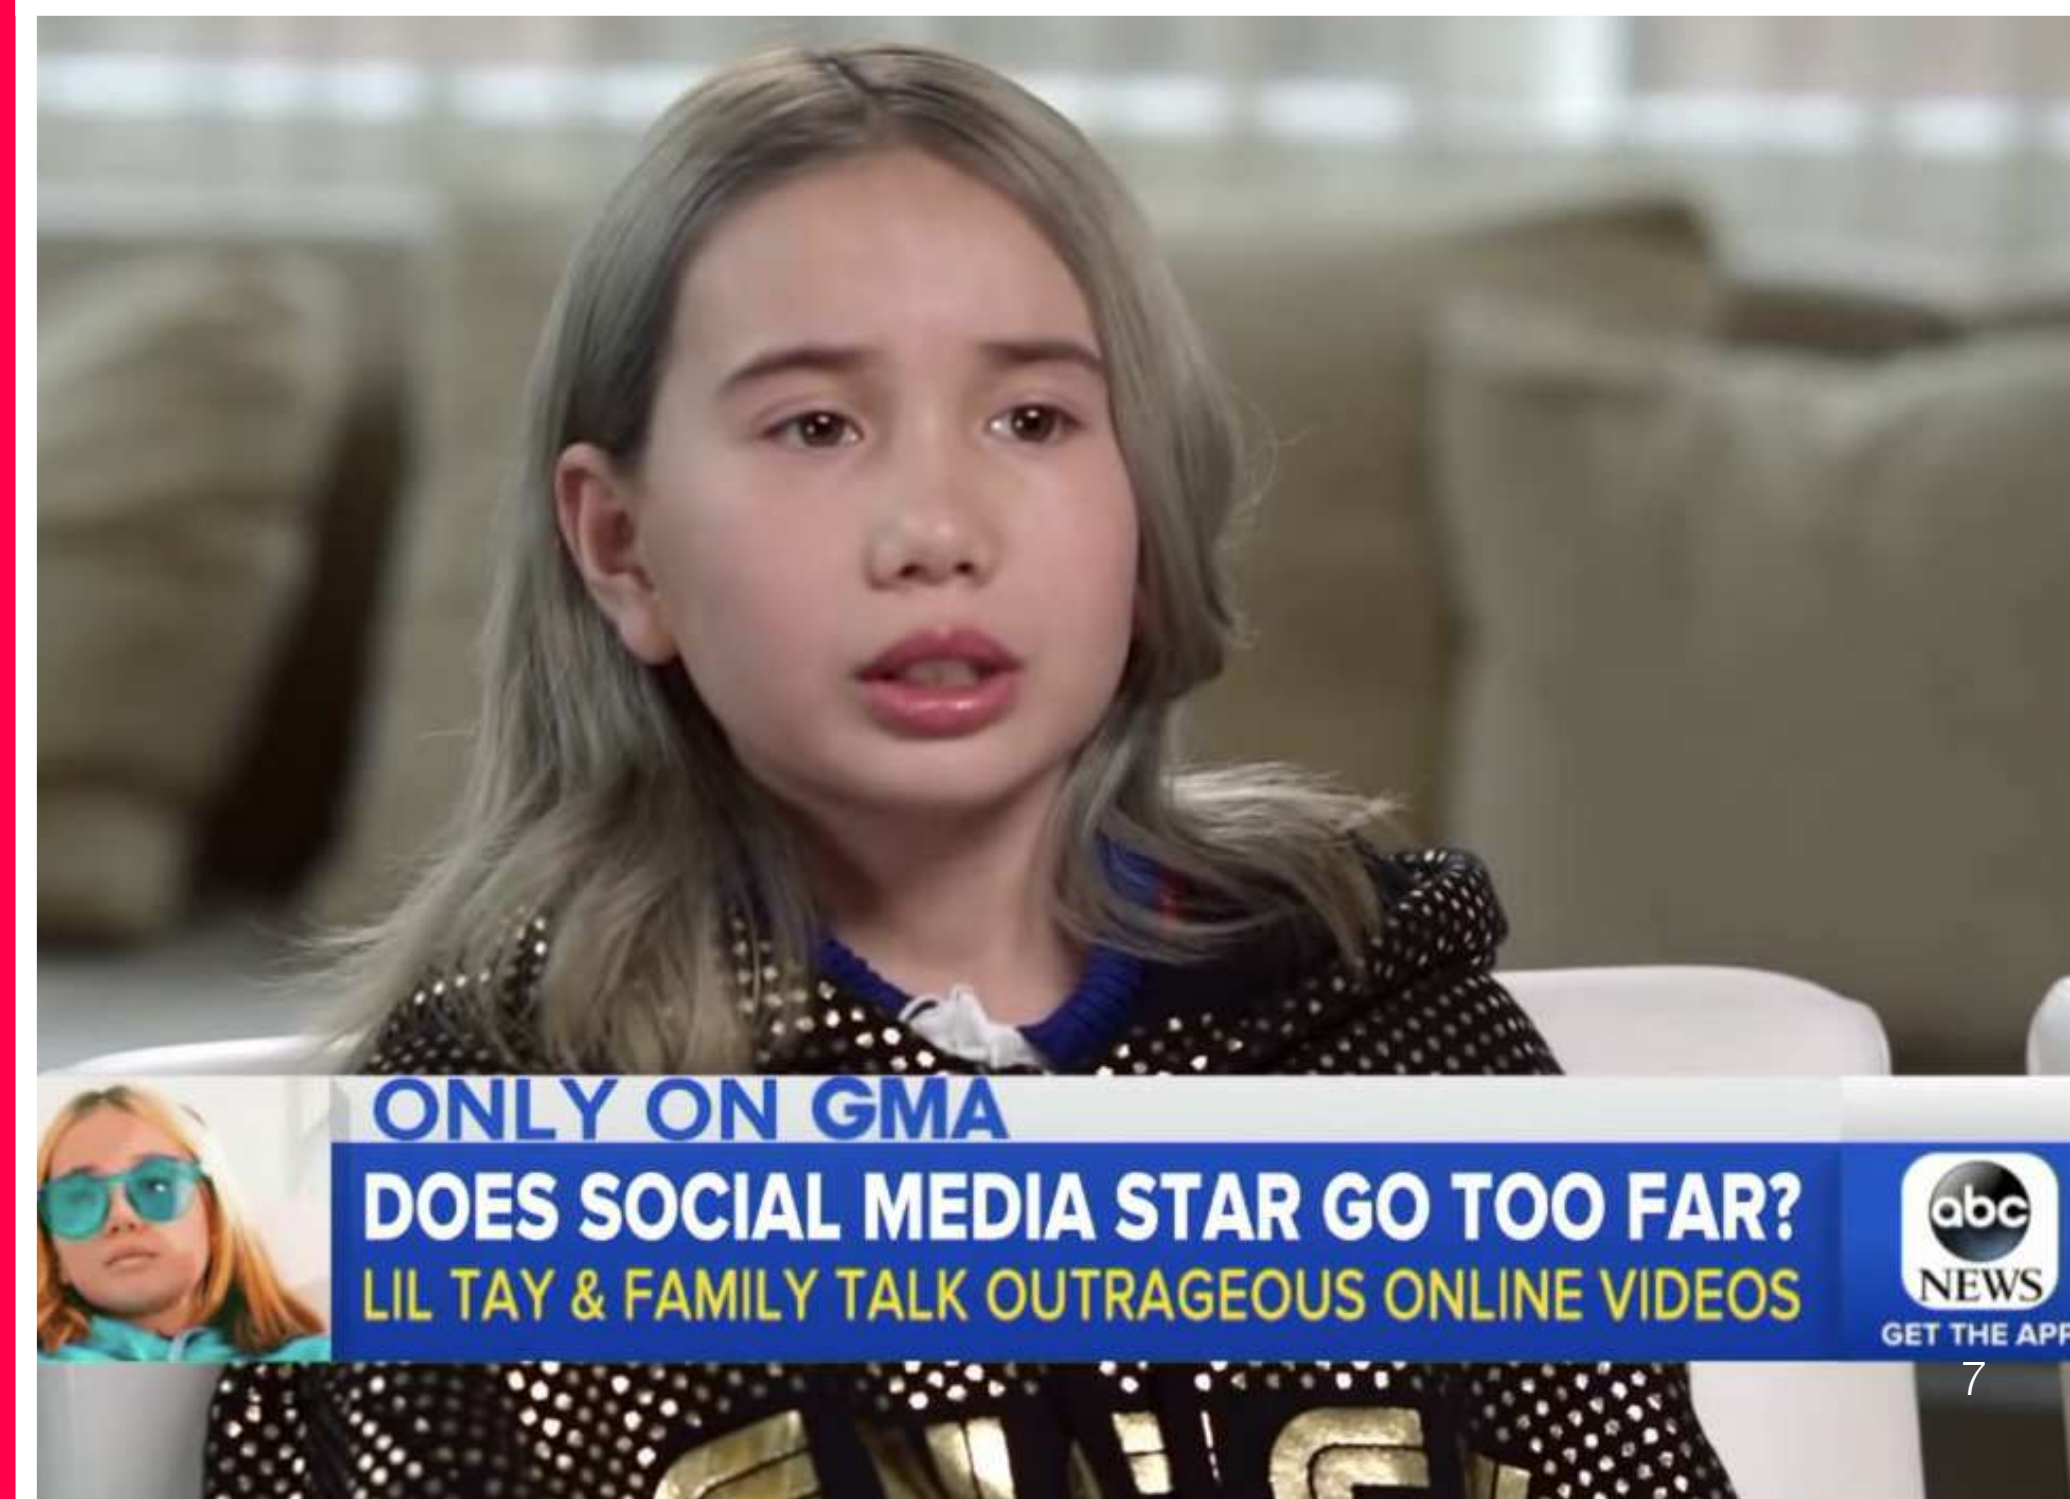 ONLY ON GMA
DOES SOCIAL MEDIA STAR GO TOO FAR?
LIL TAY & FAMILY TALK OUTRAGEOUS ONLINE VIDEOS
abc
NEWS
GET THE APP
7